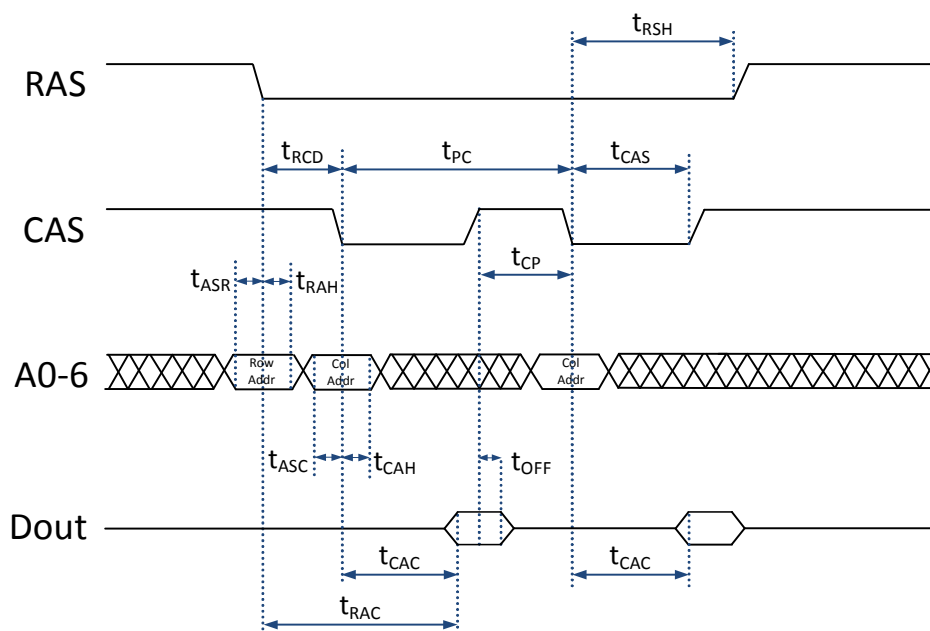 tRSH
RAS
tRCD
tPC
tCAS
CAS
tCP
tASR
tRAH
A0-6
Row
Addr
Col
Addr
Col
Addr
tASC
tCAH
tOFF
Dout
tCAC
tCAC
tRAC